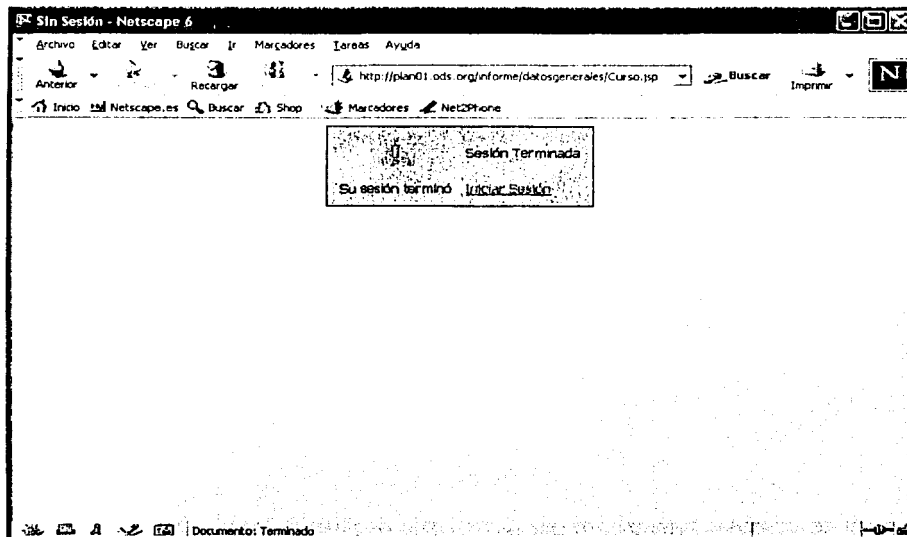 Sin Sesión - Netscape 6
Archivo Editar Ver Buscar Ir Marcadores Tareas Ayuda
Anterior Recargar http://plan01.ods.org/informe/datosgenerales/Curso.jsp Buscar Imprimir N
Inicio Netscape.es Buscar Shop Marcadores Net2Phone
Sesión Terminada
Su sesión terminó Iniciar Sesión
Documento: Terminado